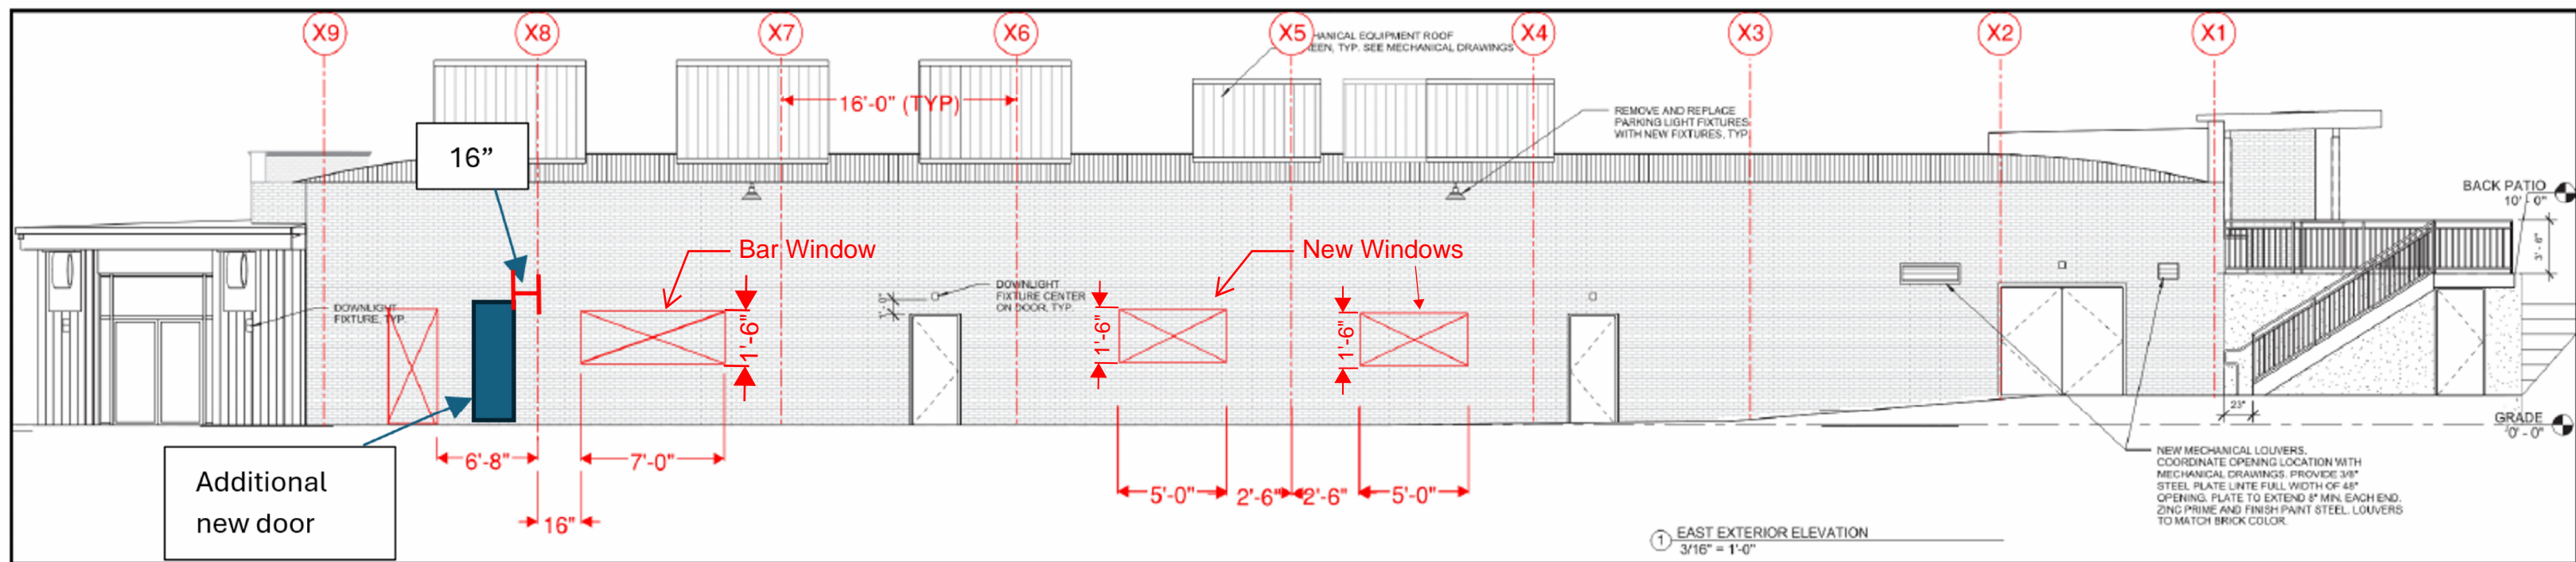 X9
X8
X7
X6
X5
X4
X3
X2
X1
HANICAL EQUIPMENT ROOF
EEN, TYP. SEE MECHANICAL DRAWINGS
16'-0" (TYP)
REMOVE AND REPLACE
PARKING LIGHT FIXTURES
WITH NEW FIXTURES, TYP
16”
BACK PATIO
10' - 0"
3' - 6"
Bar Window
New Windows
DOWNLIGHT
FIXTURE, TYP.
DOWNLIGHT
FIXTURE CENTER
ON DOOR, TYP.
1'-6"
1'-6"
1'-6"
23"
GRADE
0' - 0"
6'-8"
7'-0"
5'-0"
2'-6"
2'-6"
5'-0"
16"
Additional
new door
NEW MECHANICAL LOUVERS.
COORDINATE OPENING LOCATION WITH
MECHANICAL DRAWINGS. PROVIDE 3/8"
STEEL PLATE LINTE FULL WIDTH OF 48"
OPENING. PLATE TO EXTEND 8" MIN. EACH END.
ZINC PRIME AND FINISH PAINT STEEL. LOUVERS
TO MATCH BRICK COLOR.
1 EAST EXTERIOR ELEVATION
3/16" = 1'-0"